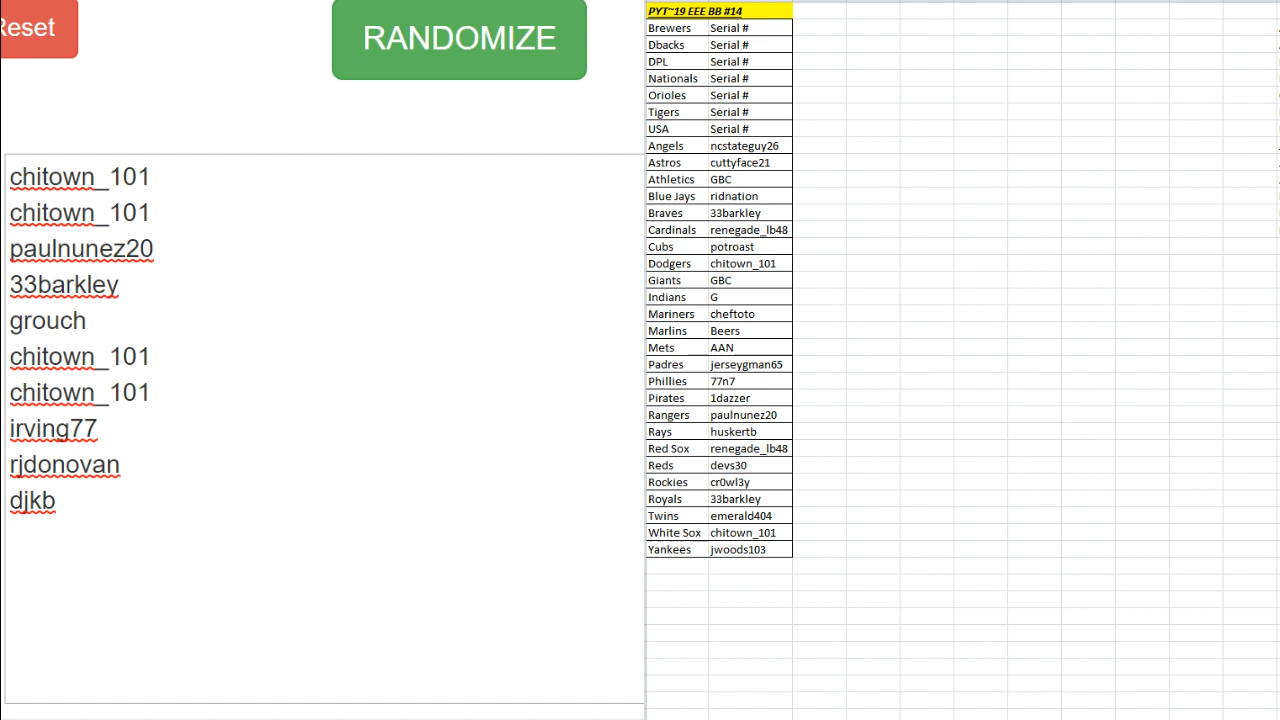 Reset
RANDOMIZE
chitown_101
chitown_101
paulnunez20
33barkley
grouch
chitown_101
chitown_101
irving77
rjdonovan
djkb
PYT~19 EEE BB #14
Brewers Serial #
Dbacks Serial #
DPL Serial #
Nationals Serial #
Orioles Serial #
Tigers Serial #
USA Serial #
Angels ncstateguy26
Astros cuttyface21
Athletics GBC
Blue Jays ridnation
Braves 33barkley
Cardinals renegade_lb48
Cubs potroast
Dodgers chitown_101
Giants GBC
Indians G
Mariners cheftoto
Marlins Beers
Mets AAN
Padres jerseygman65
Phillies 77n7
Pirates 1dazzer
Rangers paulnunez20
Rays huskertb
Red Sox renegade_lb48
Reds devs30
Rockies cr0wl3y
Royals 33barkley
Twins emerald404
White Sox chitown_101
Yankees jwoods103